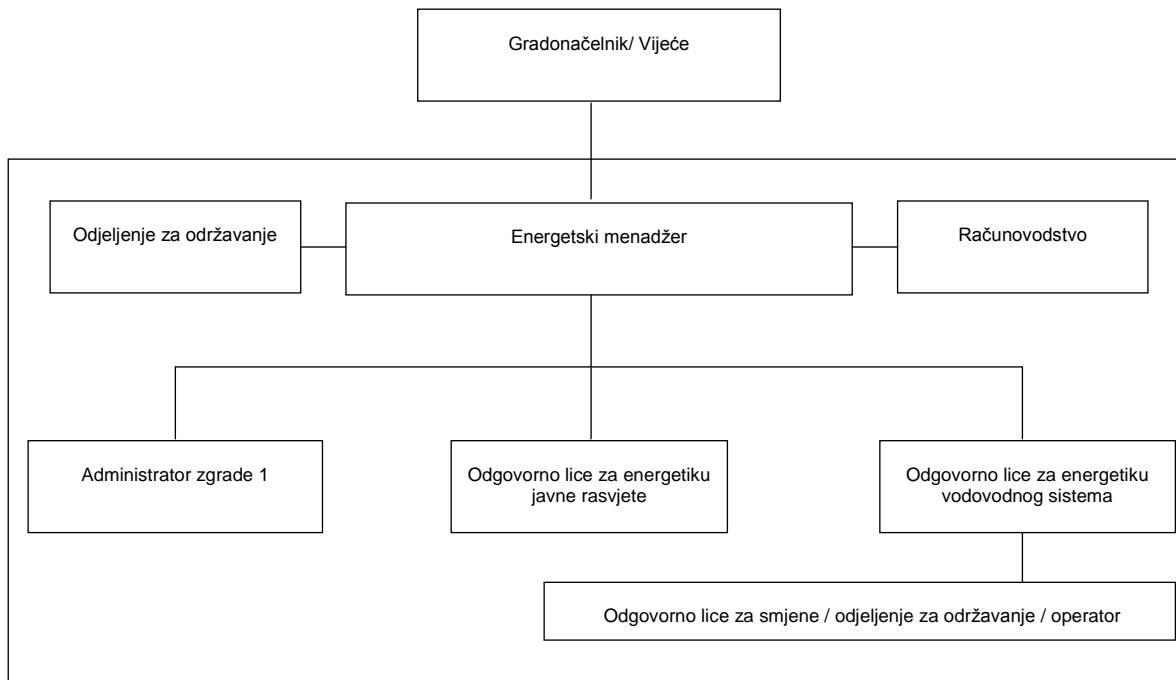 Gradonačelnik/ Vijeće
Odjeljenje za održavanje
Energetski menadžer
Računovodstvo
Administrator zgrade 1
Odgovorno lice za energetiku
javne rasvjete
Odgovorno lice za energetiku
vodovodnog sistema
Odgovorno lice za smjene / odjeljenje za održavanje / operator